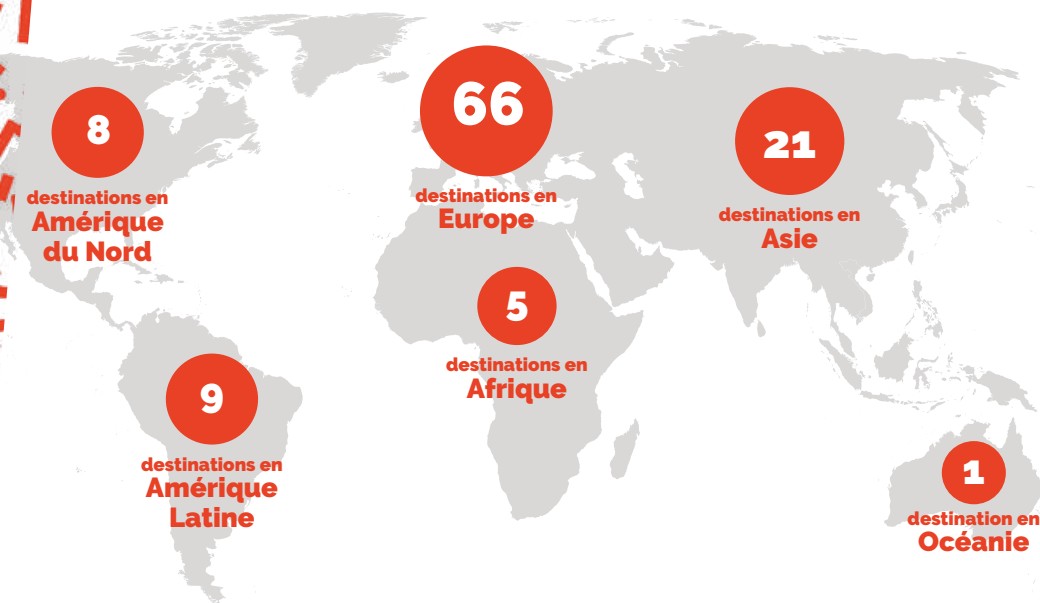 8
destinations en
Amérique
du Nord
66
destinations en
Europe
21
destinations en
Asie
5
destinations en
Afrique
9
destinations en
Amérique
Latine
1
destination en
Océanie